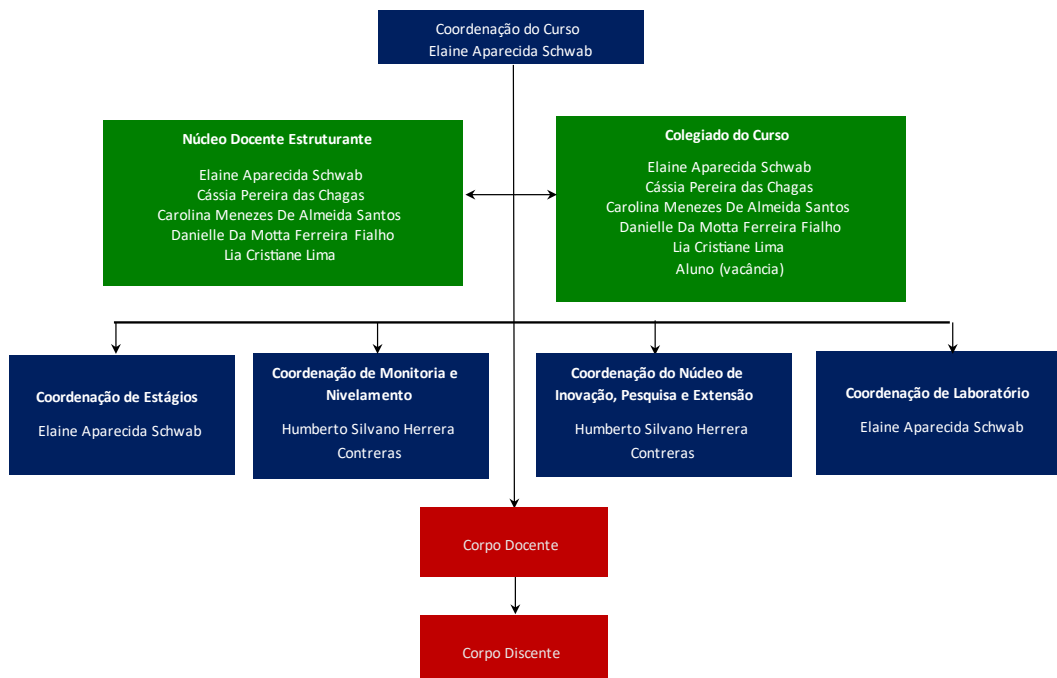 Coordenação do Curso
Elaine Aparecida Schwab
Núcleo Docente Estruturante
Elaine Aparecida Schwab
Cássia Pereira das Chagas
Carolina Menezes De Almeida Santos
Danielle Da Motta Ferreira Fialho
Lia Cristiane Lima
Colegiado do Curso
Elaine Aparecida Schwab
Cássia Pereira das Chagas
Carolina Menezes De Almeida Santos
Danielle Da Motta Ferreira Fialho
Lia Cristiane Lima
Aluno (vacância)
Coordenação de Estágios
Elaine Aparecida Schwab
Coordenação de Monitoria e
Nivelamento
Humberto Silvano Herrera
Contreras
Coordenação do Núcleo de
Inovação, Pesquisa e Extensão
Humberto Silvano Herrera
Contreras
Coordenação de Laboratório
Elaine Aparecida Schwab
Corpo Docente
Corpo Discente